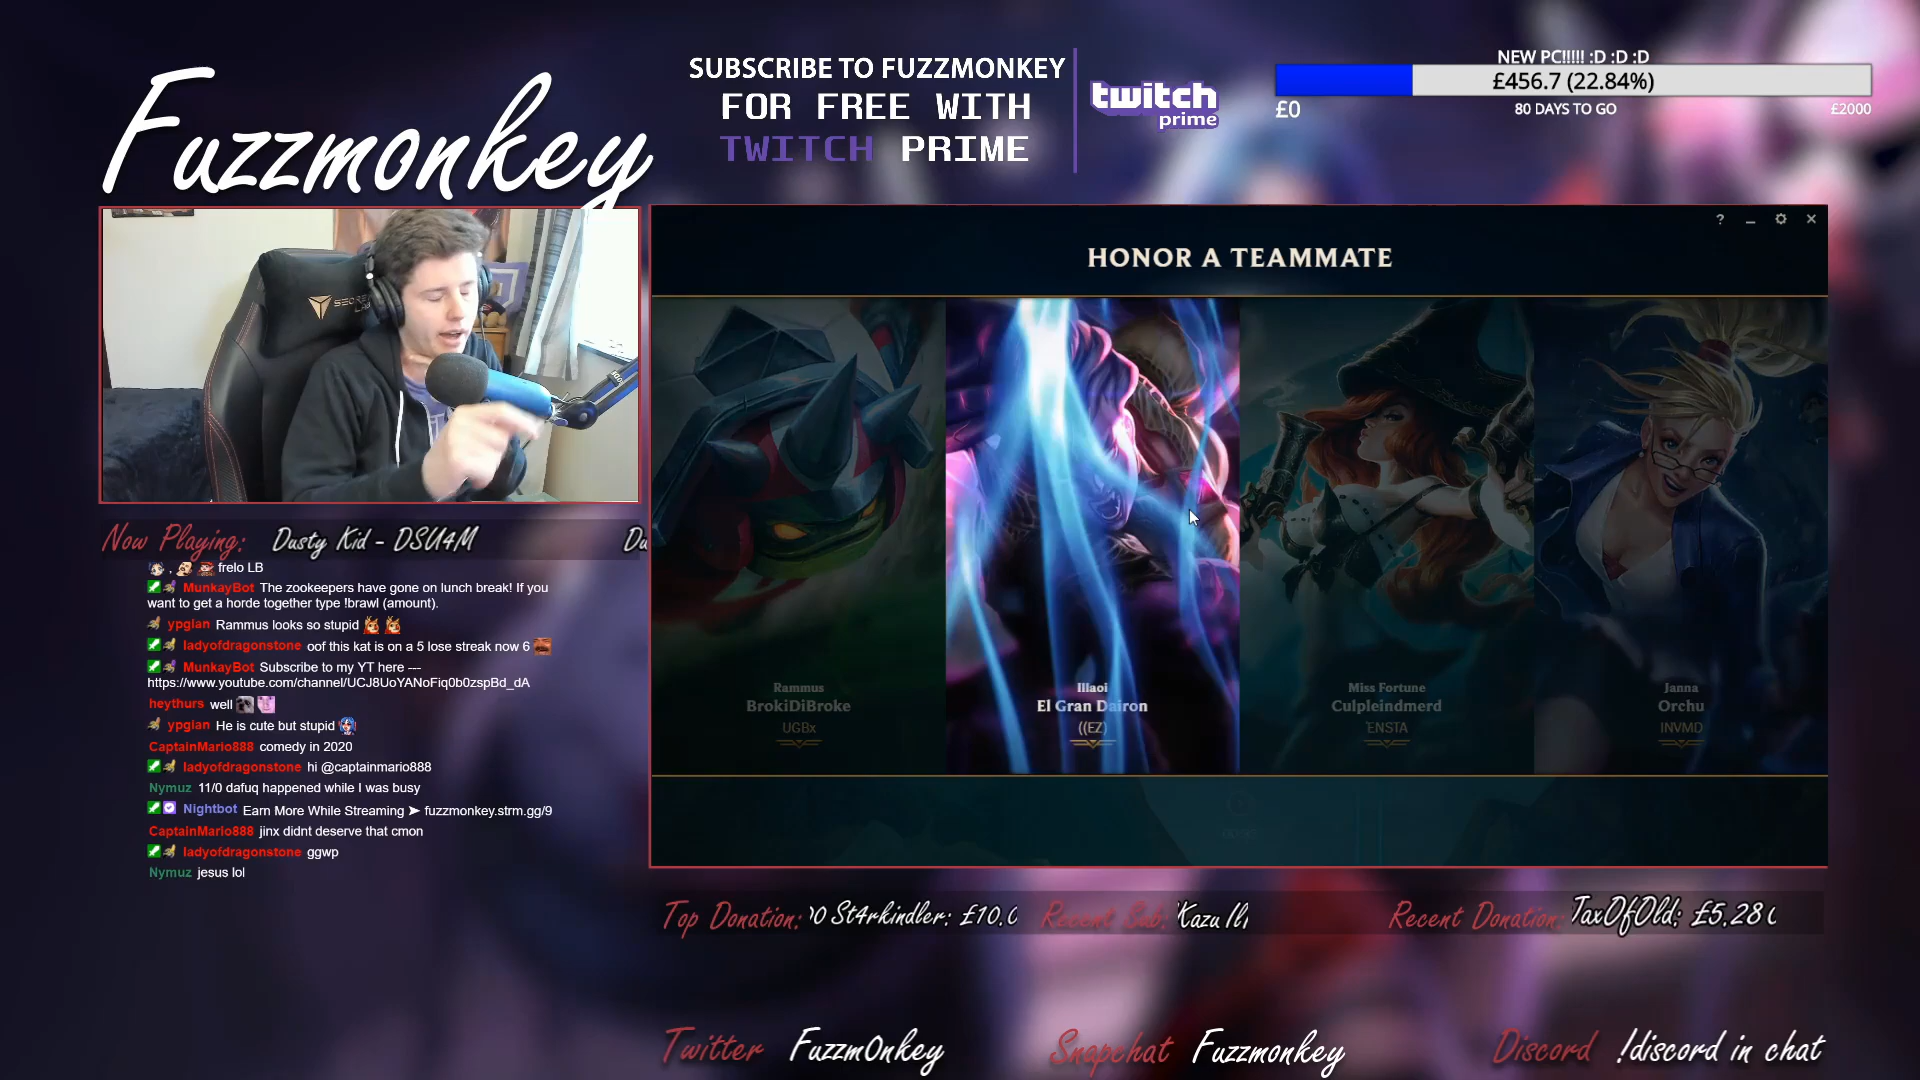 Fuzzmonkey
SUBSCRIBE TO FUZZMONKEY
FOR FREE WITH
TWITCH PRIME
twitch
prime
NEW PC!!!!! :D :D :D
£456.7 (22.84%)
£0
80 DAYS TO GO
£2000
?
HONOR A TEAMMATE
Rammus
BrokiDiBroke
UGBx
Illaoi
El Gran Dairon
((EZ)
Miss Fortune
Culpleindmerd
'ENSTA
Janna
Orchu
INVMD
Now Playing: Dusty Kid - DSU4M Du
, frelo LB
MunkayBot The zookeepers have gone on lunch break! If you
want to get a horde together type !brawl (amount).
ypgian Rammus looks so stupid
ladyofdragonstone oof this kat is on a 5 lose streak now 6
MunkayBot Subscribe to my YT here ---
https://www.youtube.com/channel/UCJ8UoYANoFiq0b0zspBd_dA
heythurs well
ypgian He is cute but stupid
CaptainMario888 comedy in 2020
ladyofdragonstone hi @captainmario888
Nymuz 11/0 dafuq happened while I was busy
Nightbot Earn More While Streaming ➤ fuzzmonkey.strm.gg/9
CaptainMario888 jinx didnt deserve that cmon
ladyofdragonstone ggwp
Nymuz jesus lol
Top Donation: St4rkindler: £10.0
Recent Sub: Kazu
Recent Donation: TaxOfOld: £5.28
Twitter Fuzzm0nkey
Snapchat Fuzzmonkey
Discord !discord in chat